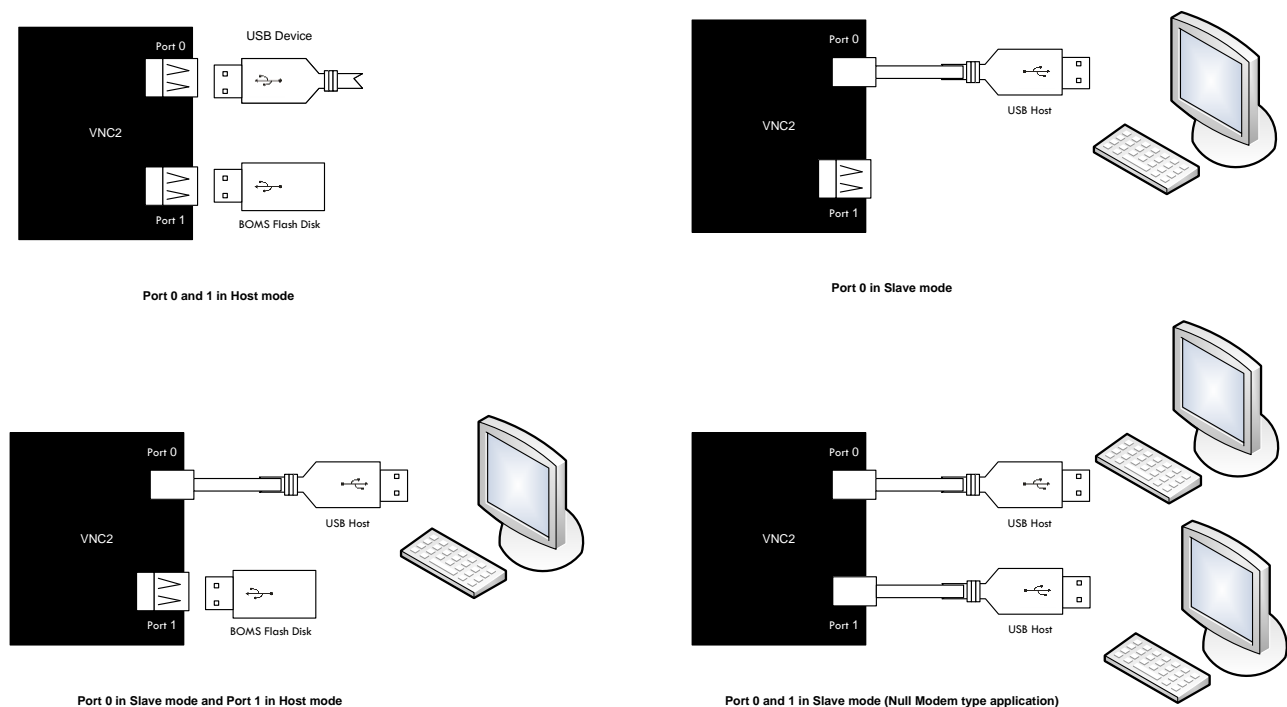 Port 0
USB Device
VNC2
Port 1
BOMS Flash Disk
Port 0 and 1 in Host mode
Port 0
USB Host
VNC2
Port 1
Port 0 in Slave mode
Port 0
USB Host
VNC2
Port 1
BOMS Flash Disk
Port 0 in Slave mode and Port 1 in Host mode
Port 0
USB Host
VNC2
Port 1
USB Host
Port 0 and 1 in Slave mode (Null Modem type application)